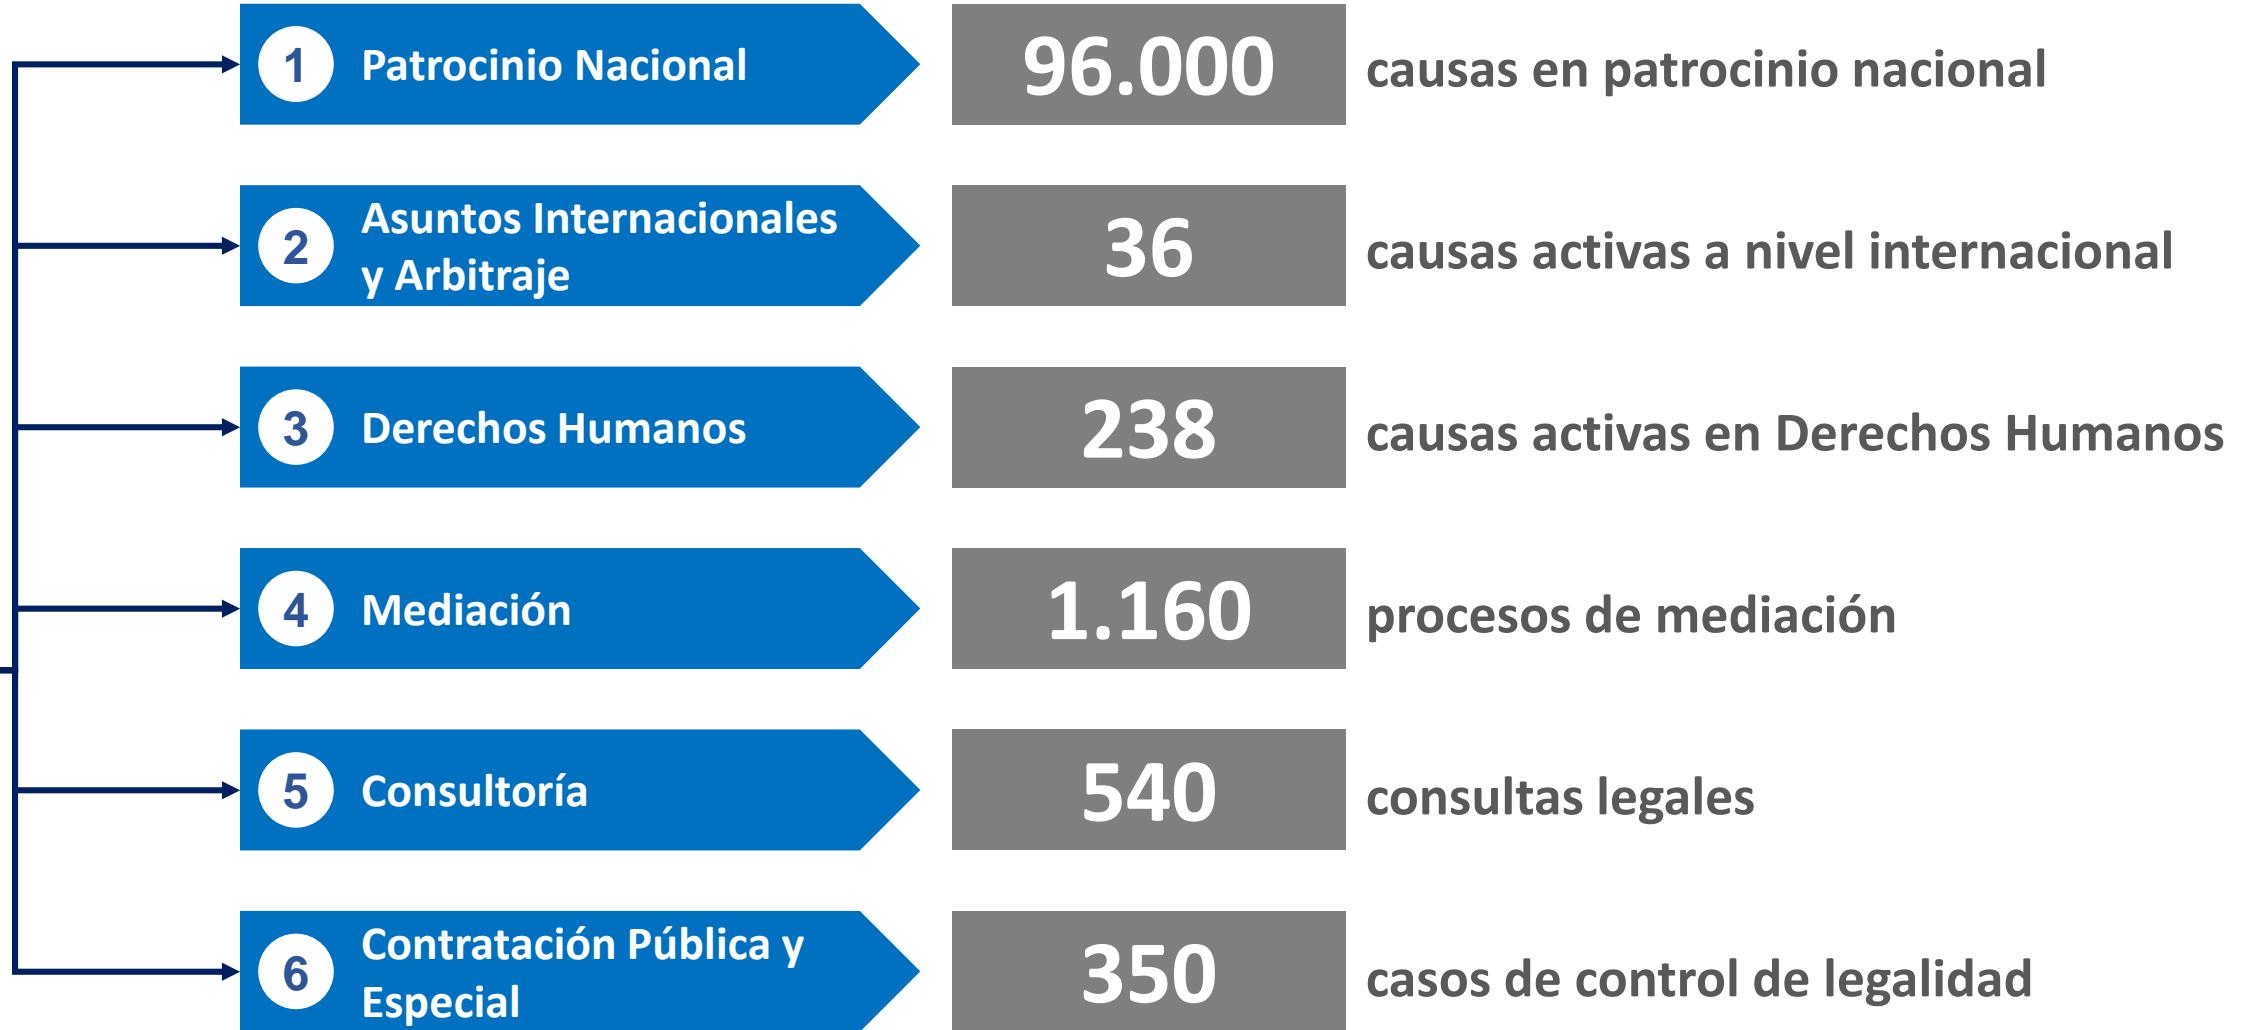 1 Patrocinio Nacional 96.000 causas en patrocinio nacional
2 Asuntos Internacionales
y Arbitraje 36 causas activas a nivel internacional
3 Derechos Humanos 238 causas activas en Derechos Humanos
4 Mediación 1.160 procesos de mediación
5 Consultoría 540 consultas legales
6 Contratación Pública y
Especial 350 casos de control de legalidad